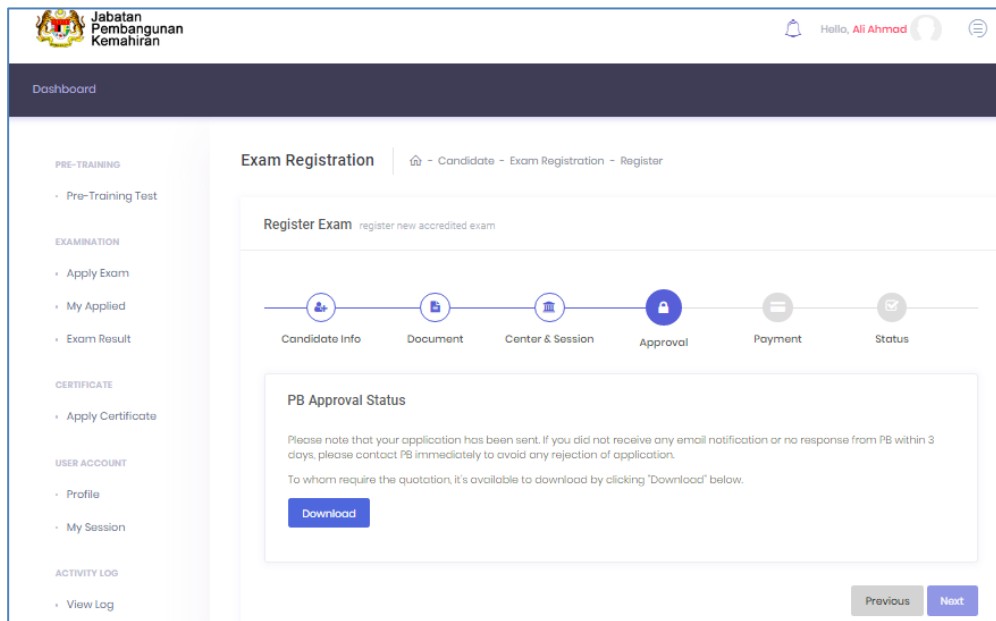 Jabatan
Pembangunan
Kemahiran
Hello, Ali Ahmad
Dashboard
PRE-TRAINING
Pre-Training Test
EXAMINATION
Apply Exam
My Applied
Exam Result
CERTIFICATE
Apply Certificate
USER ACCOUNT
Profile
My Session
ACTIVITY LOG
View Log
Exam Registration
- Candidate - Exam Registration - Register
Register Exam register new accredited exam
Candidate Info
Document
Center & Session
Approval
Payment
Status
PB Approval Status
Please note that your application has been sent. If you did not receive any email notification or no response from PB within 3
days, please contact PB immediately to avoid any rejection of application.
To whom require the quotation, it's available to download by clicking "Download" below.
Download
Previous
Next